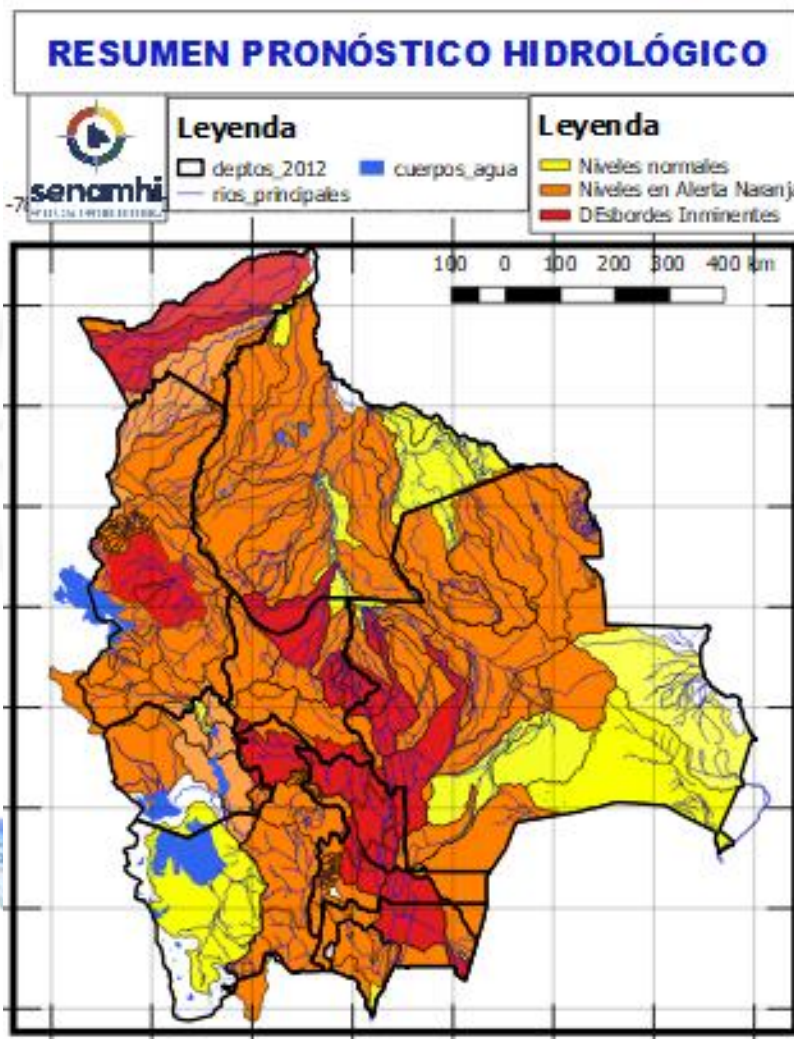 RESUMEN PRONÓSTICO HIDROLÓGICO
senamhi
Leyenda
deptos_2012
cuerpos_agua
rios_principales
Leyenda
Niveles normales
Niveles en Alerta Naranja
DEsbordes Inminentes
100 0 100 200 300 400 km